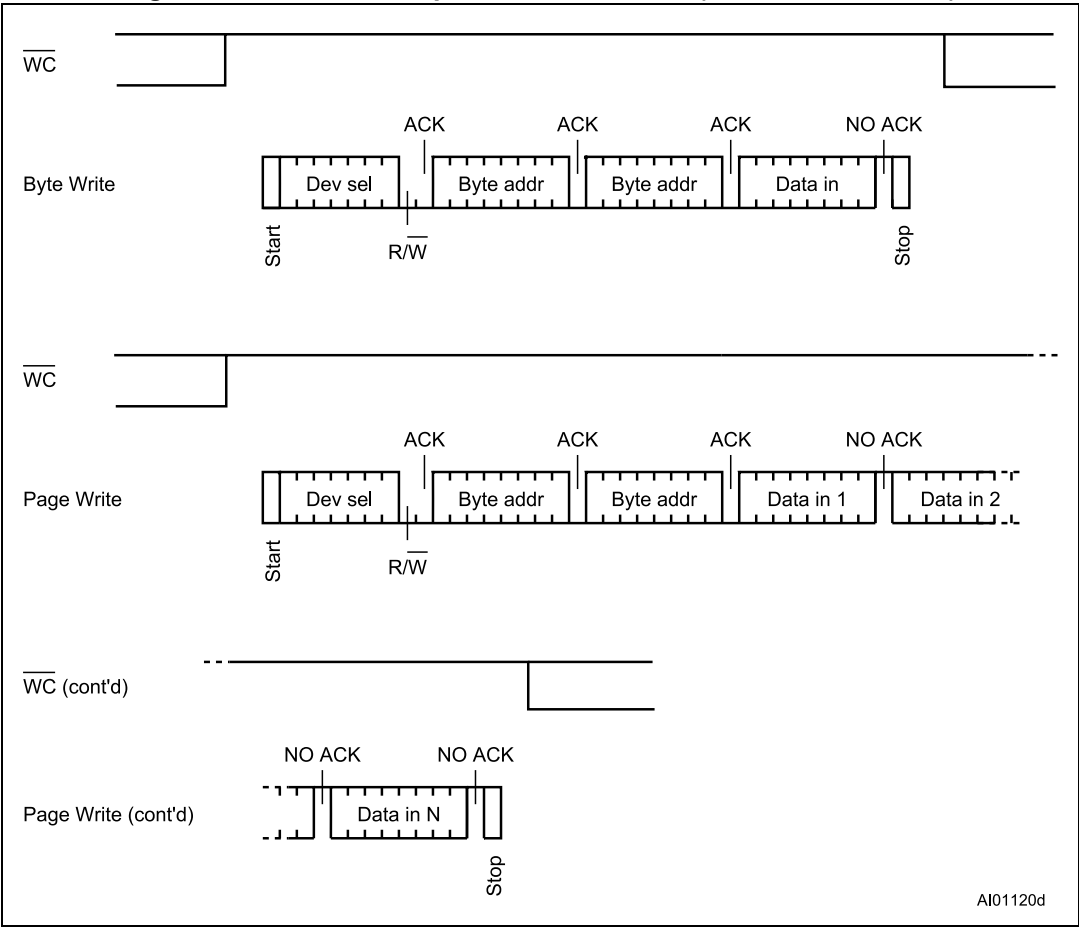 WC
ACK ACK ACK NO ACK
Byte Write Dev sel Byte addr Byte addr Data in
Start R/W Stop
WC
ACK ACK ACK NO ACK
Page Write Dev sel Byte addr Byte addr Data in 1 Data in 2
Start R/W
WC (cont'd)
NO ACK NO ACK
Page Write (cont'd) Data in N
Stop
AI01120d